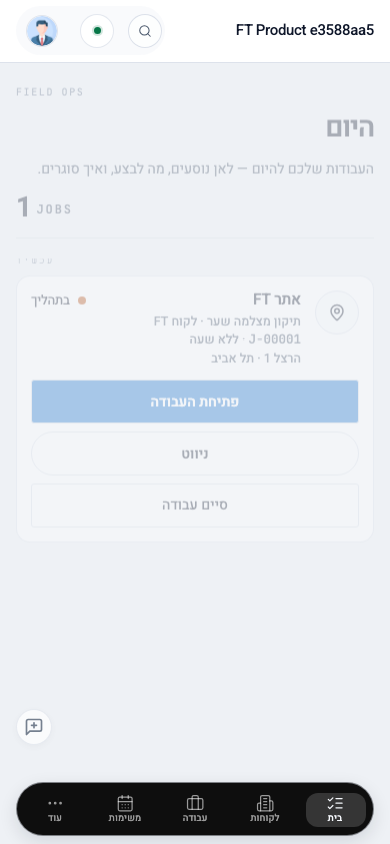 FT Product e3588aa5
FIELD OPS
היום
העבודות שלכם להיום — לאן נוסעים, מה לבצע, ואיך סוגרים.
1 JOBS
עכשיו
אתר FT
בתהליך
תיקון מצלמה שער · לקוח FT
J-00001 · ללא שעה
הרצל 1 · תל אביב
פתיחת העבודה
ניווט
סיים עבודה
בית
לקוחות
עבודה
משימות
עוד